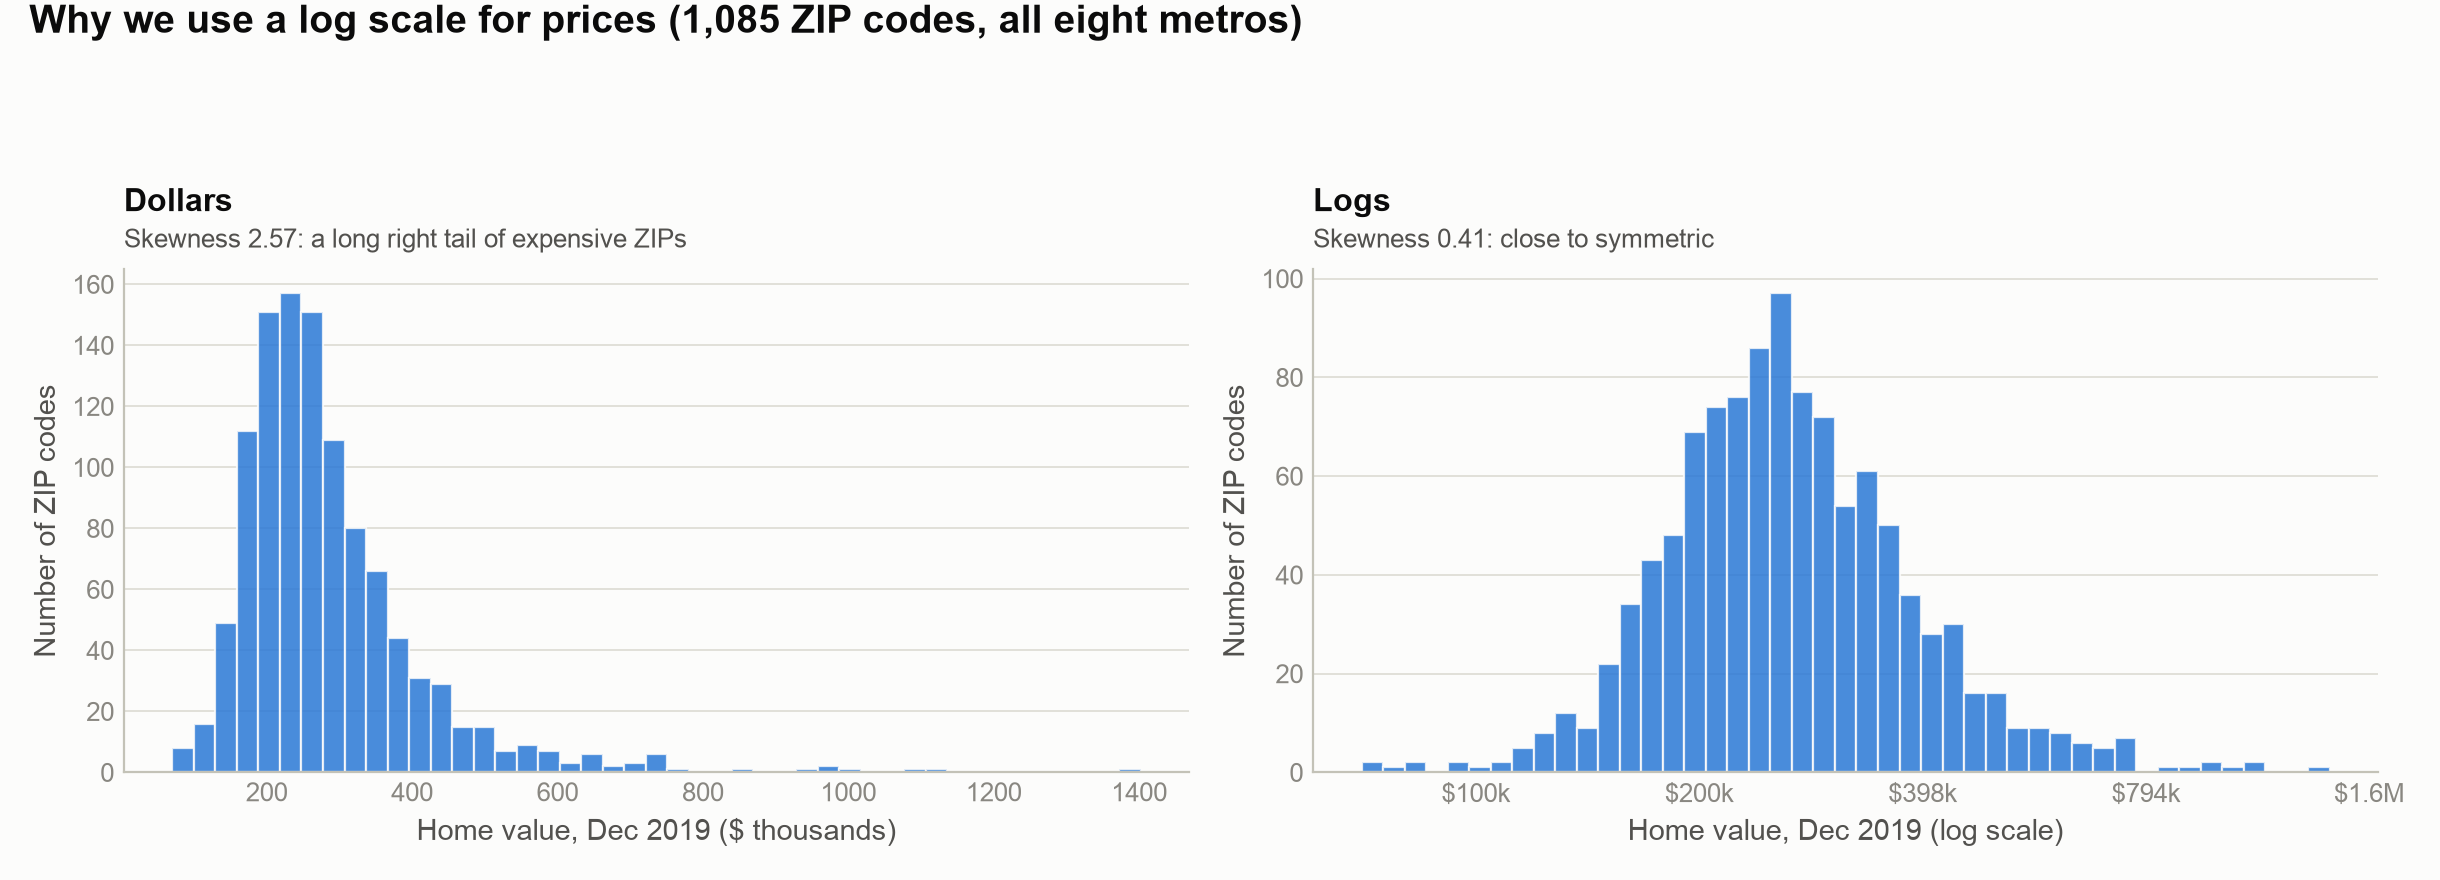 Why we use a log scale for prices (1,085 ZIP codes, all eight metros)
Dollars
Skewness 2.57: a long right tail of expensive ZIPs
Number of ZIP codes
160
140
120
100
80
60
40
20
0
200 400 600 800 1000 1200 1400
Home value, Dec 2019 ($ thousands)
Logs
Skewness 0.41: close to symmetric
Number of ZIP codes
100
80
60
40
20
0
$100k $200k $398k $794k $1.6M
Home value, Dec 2019 (log scale)